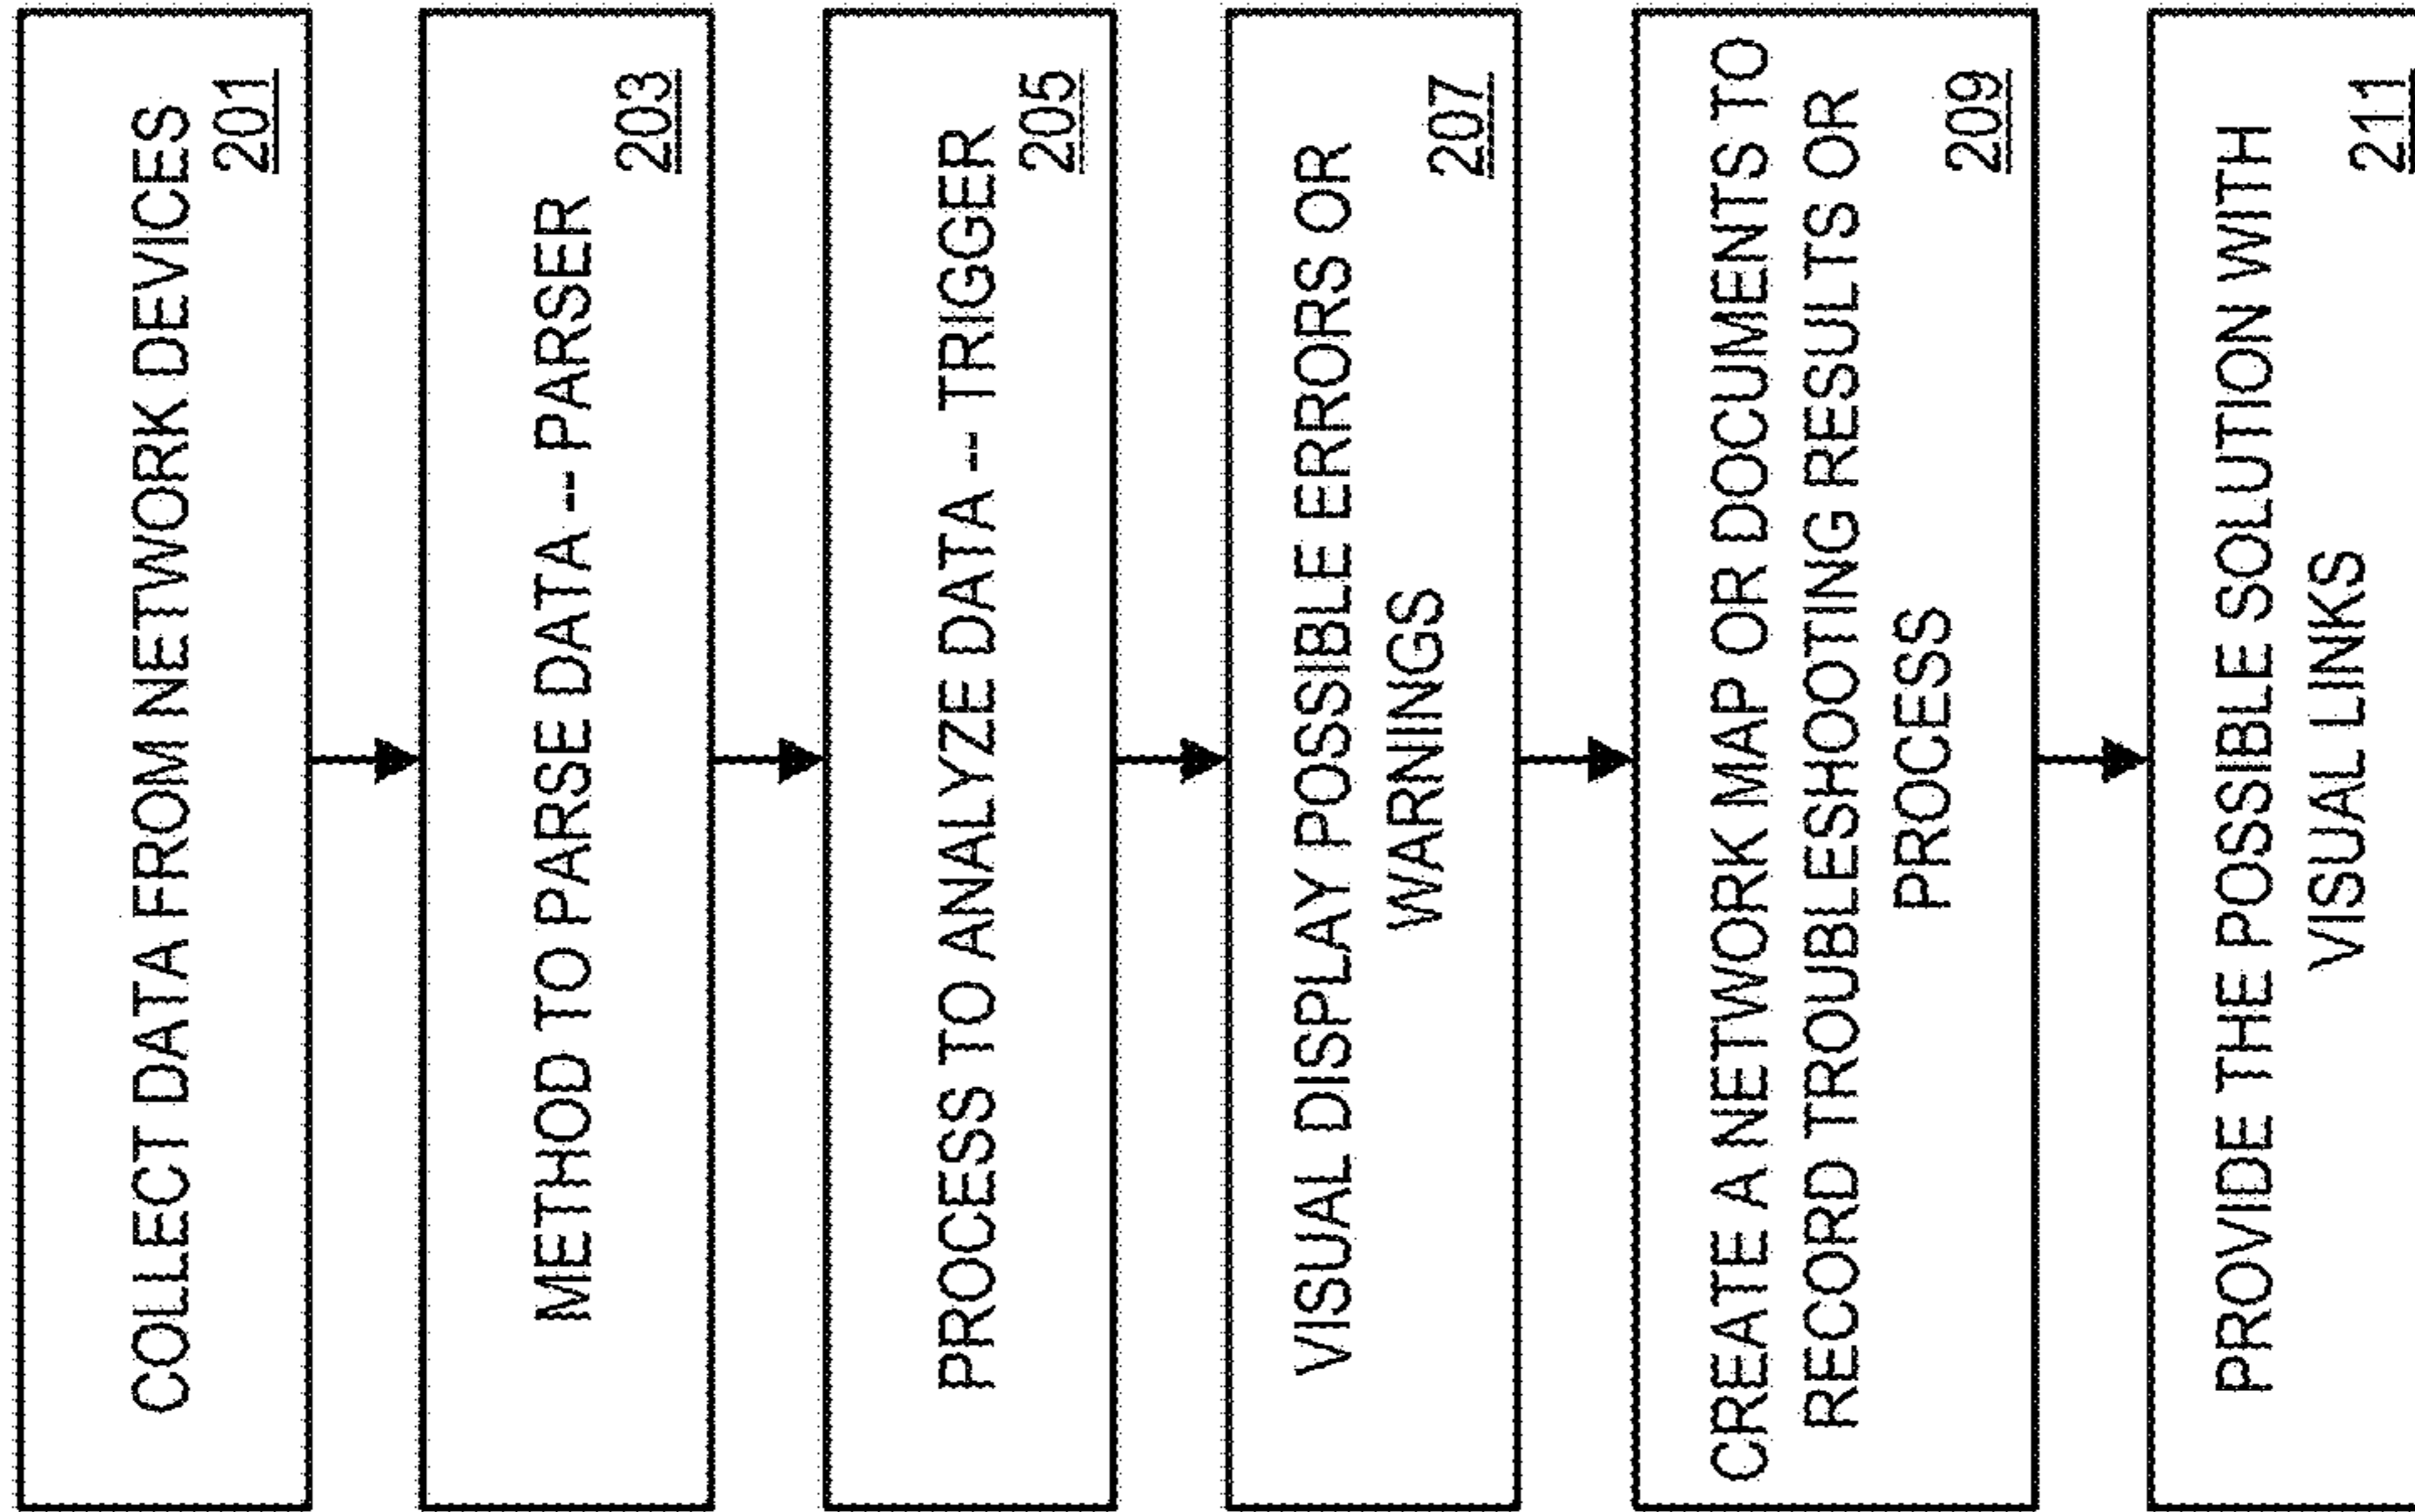 COLLECT DATA FROM NETWORK DEVICES
201
METHOD TO PARSE DATA -- PARSER
203
PROCESS TO ANALYZE DATA -- TRIGGER
205
VISUAL DISPLAY POSSIBLE ERRORS OR
WARNINGS
207
CREATE A NETWORK MAP OR DOCUMENTS TO
RECORD TROUBLESHOOTING RESULTS OR
PROCESS
209
PROVIDE THE POSSIBLE SOLUTION WITH
VISUAL LINKS
211